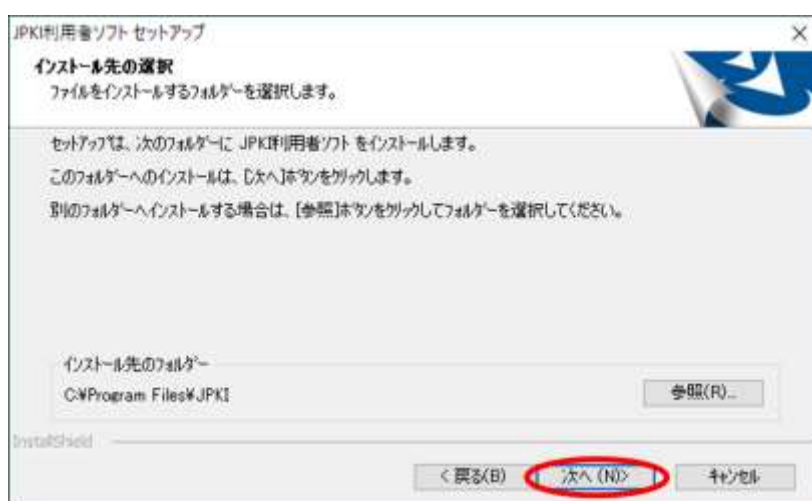 JPKI利用者ソフト セットアップ
インストール先の選択
ファイルをインストールするフォルダーを選択します。
セットアップは、次のフォルダーに JPKI利用者ソフト をインストールします。
このフォルダーへのインストールは、[次へ]ボタンをクリックします。
別のフォルダーへインストールする場合は、[参照]ボタンをクリックしてフォルダーを選択してください。
インストール先のフォルダー
C:¥Program Files¥JPKI
参照(R)...
InstallShield
< 戻る(B)
次へ(N)>
キャンセル